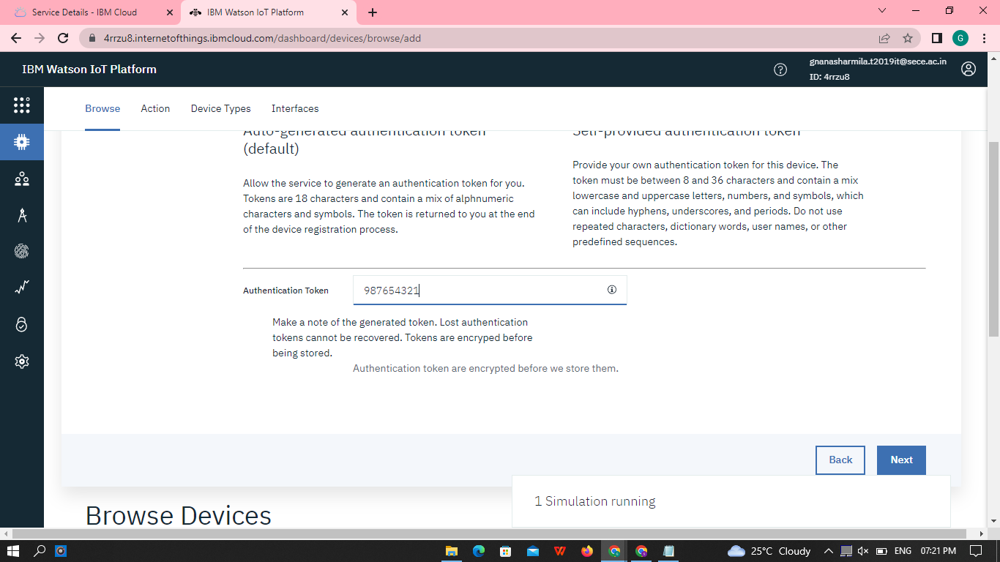 Service Details - IBM Cloud
IBM Watson IoT Platform
4rrzu8.internetofthings.ibmcloud.com/dashboard/devices/browse/add
G
IBM Watson IoT Platform
gnanasharmila.t2019it@sece.ac.in
ID: 4rrzu8
Browse Action Device Types Interfaces
Auto-generated authentication token
(default)
Allow the service to generate an authentication token for you.
Tokens are 18 characters and contain a mix of alphnumeric
characters and symbols. The token is returned to you at the end
of the device registration process.
Self-provided authentication token
Provide your own authentication token for this device. The
token must be between 8 and 36 characters and contain a mix
lowercase and uppercase letters, numbers, and symbols, which
can include hyphens, underscores, and periods. Do not use
repeated characters, dictionary words, user names, or other
predefined sequences.
Authentication Token
987654321
Make a note of the generated token. Lost authentication
tokens cannot be recovered. Tokens are encryped before
being stored.
Authentication token are encrypted before we store them.
Back
Next
1 Simulation running
Browse Devices
25°C Cloudy
ENG
07:21 PM